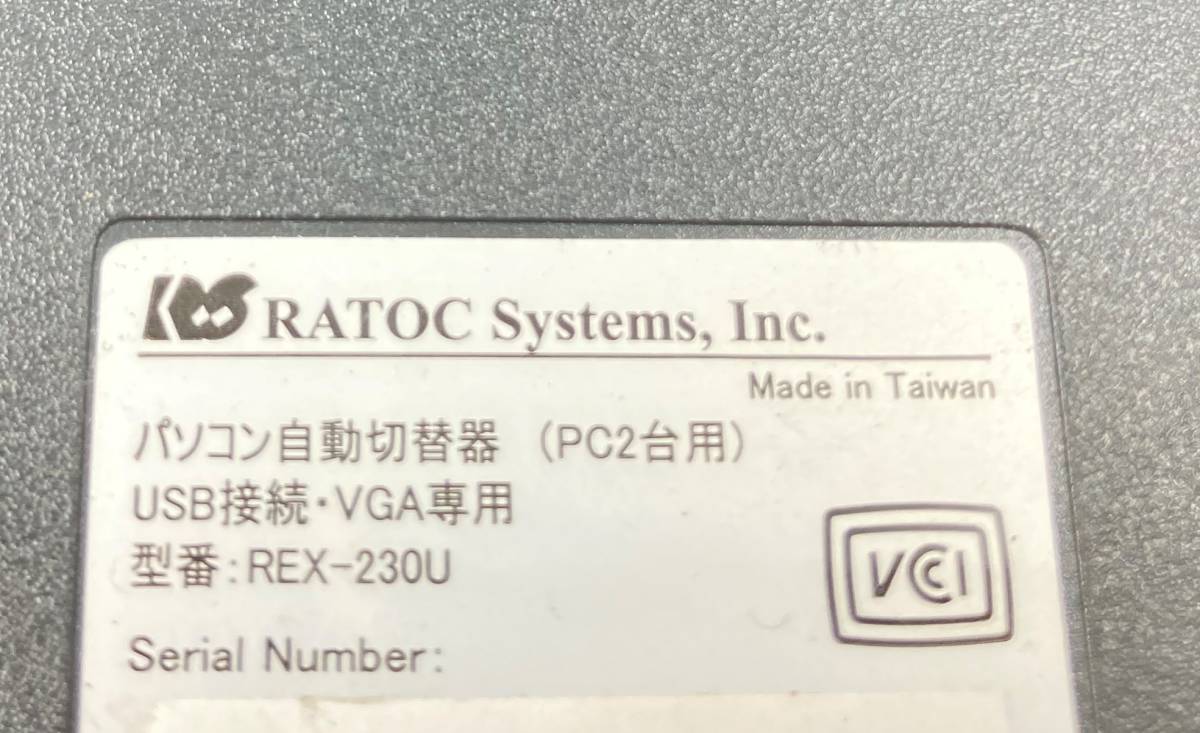 RATOC Systems, Inc.
Made in Taiwan
パソコン自動切替器 (PC2台用)
USB接続・VGA専用
型番:REX-230U
VCCI
Serial Number: